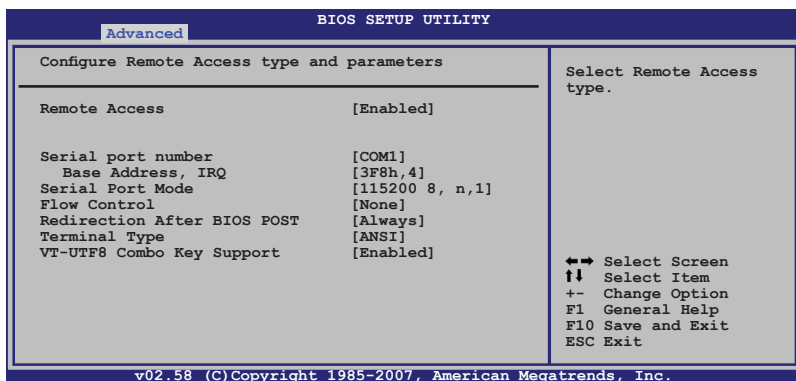 BIOS SETUP UTILITY
Advanced
Configure Remote Access type and parameters
Remote Access [Enabled]
Serial port number [COM1]
Base Address, IRQ [3F8h,4]
Serial Port Mode [115200 8, n,1]
Flow Control [None]
Redirection After BIOS POST [Always]
Terminal Type [ANSI]
VT-UTF8 Combo Key Support [Enabled]
Select Remote Access
type.
←→ Select Screen
↑↓ Select Item
+- Change Option
F1 General Help
F10 Save and Exit
ESC Exit
v02.58 (C)Copyright 1985-2007, American Megatrends, Inc.